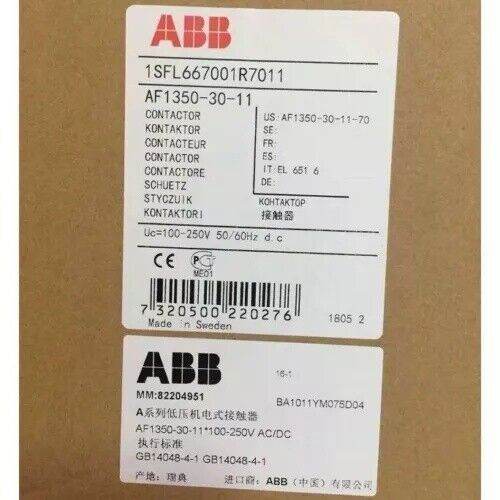 ABB
1SFL667001R7011
AF1350-30-11
CONTACTOR
KONTAKTOR
CONTACTEUR
CONTACTOR
CONTACTORE
SCHUETZ
STYCZUIK
KONTAKTORI
US: AF1350-30-11-70
SE:
FR:
ES:
IT: EL 651 6
DE:
КОНТАКТОР
接触器
Uc=100-250V 50/60Hz d.c
CE
ME01
7 320500 220276
Made in Sweden
1805 2
ABB
16-1
MM:82204951
BA1011YM075D04
A系列低压机电式接触器
AF1350-30-11*100-250V AC/DC
执行标准
GB14048-4-1 GB14048-4-1
产地: 瑞典
进口商: ABB (中国) 有限公司